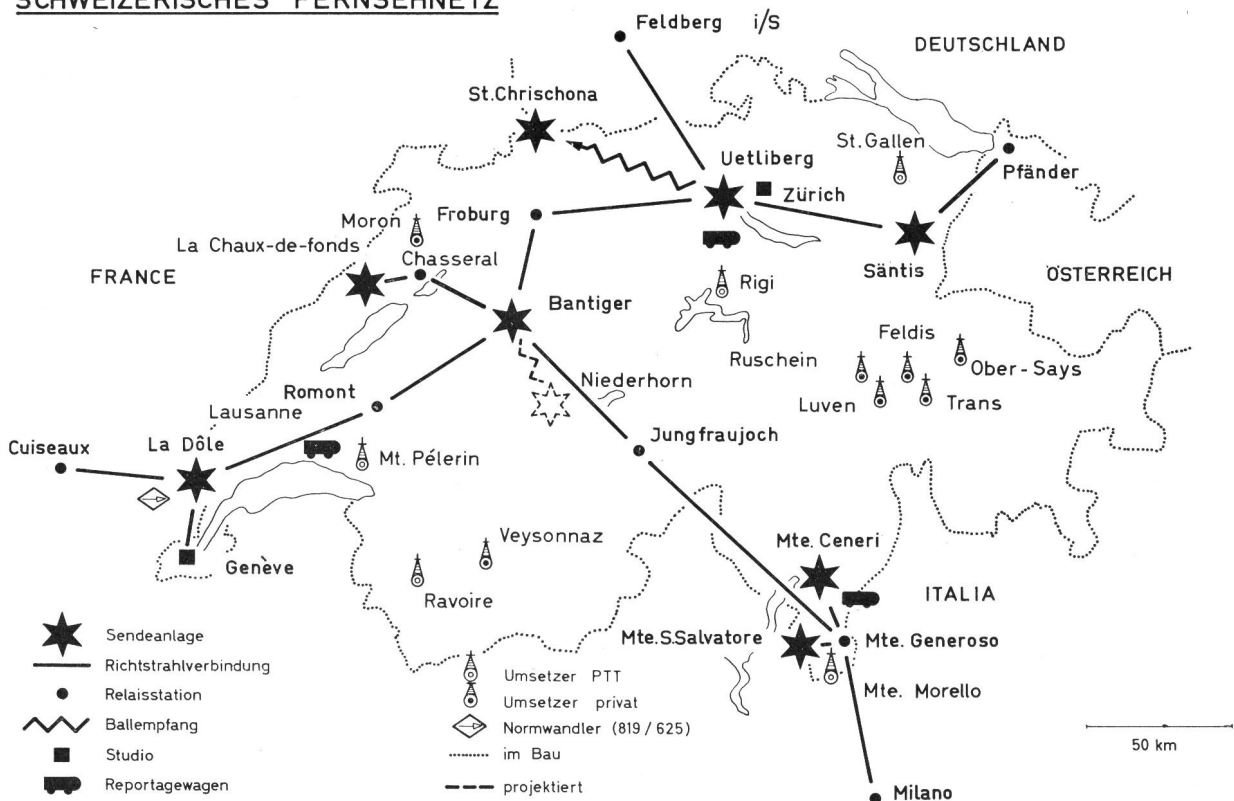 SCHWEIZERISCHES FERNSEHNETZ
Feldberg i/S
DEUTSCHLAND
St.Chrischona
St.Gallen
Uetliberg
Zürich
Pfänder
Moron
Froburg
La Chaux-de-fonds
Chasseral
FRANCE
Säntis
ÖSTERREICH
Rigi
Bantiger
Feldis
Ruschein
Ober-Says
Niederhorn
Romont
Luven
Trans
Lausanne
Jungfraujoch
Cuiseaux
La Dôle
Mt. Pélerin
Veysonnaz
Mte. Ceneri
Genève
Ravoire
ITALIA
Mte.S.Salvatore
Mte. Generoso
Mte. Morello
Milano
Sendeanlage
Richtstrahlverbindung
Relaisstation
Ballempfang
Studio
Reportagewagen
Umsetzer PTT
Umsetzer privat
Normwandler (819/625)
im Bau
projektiert
50 km